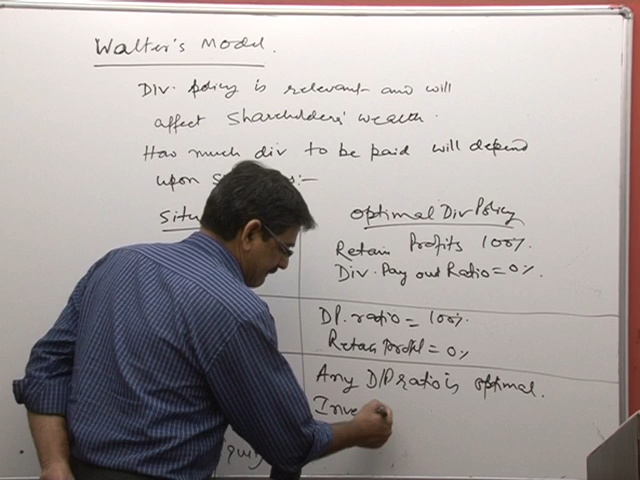 Walter's Model.
Div. policy is relevant and will
affect Shareholders' wealth.
How much div to be paid will depend
upon
Situ
Optimal Div Policy
Retain Profits 100%.
Div. Pay out Ratio = 0%.
DP. ratio = 100%.
Retain Profit = 0%
Any D/P ratio is optimal.
Inve